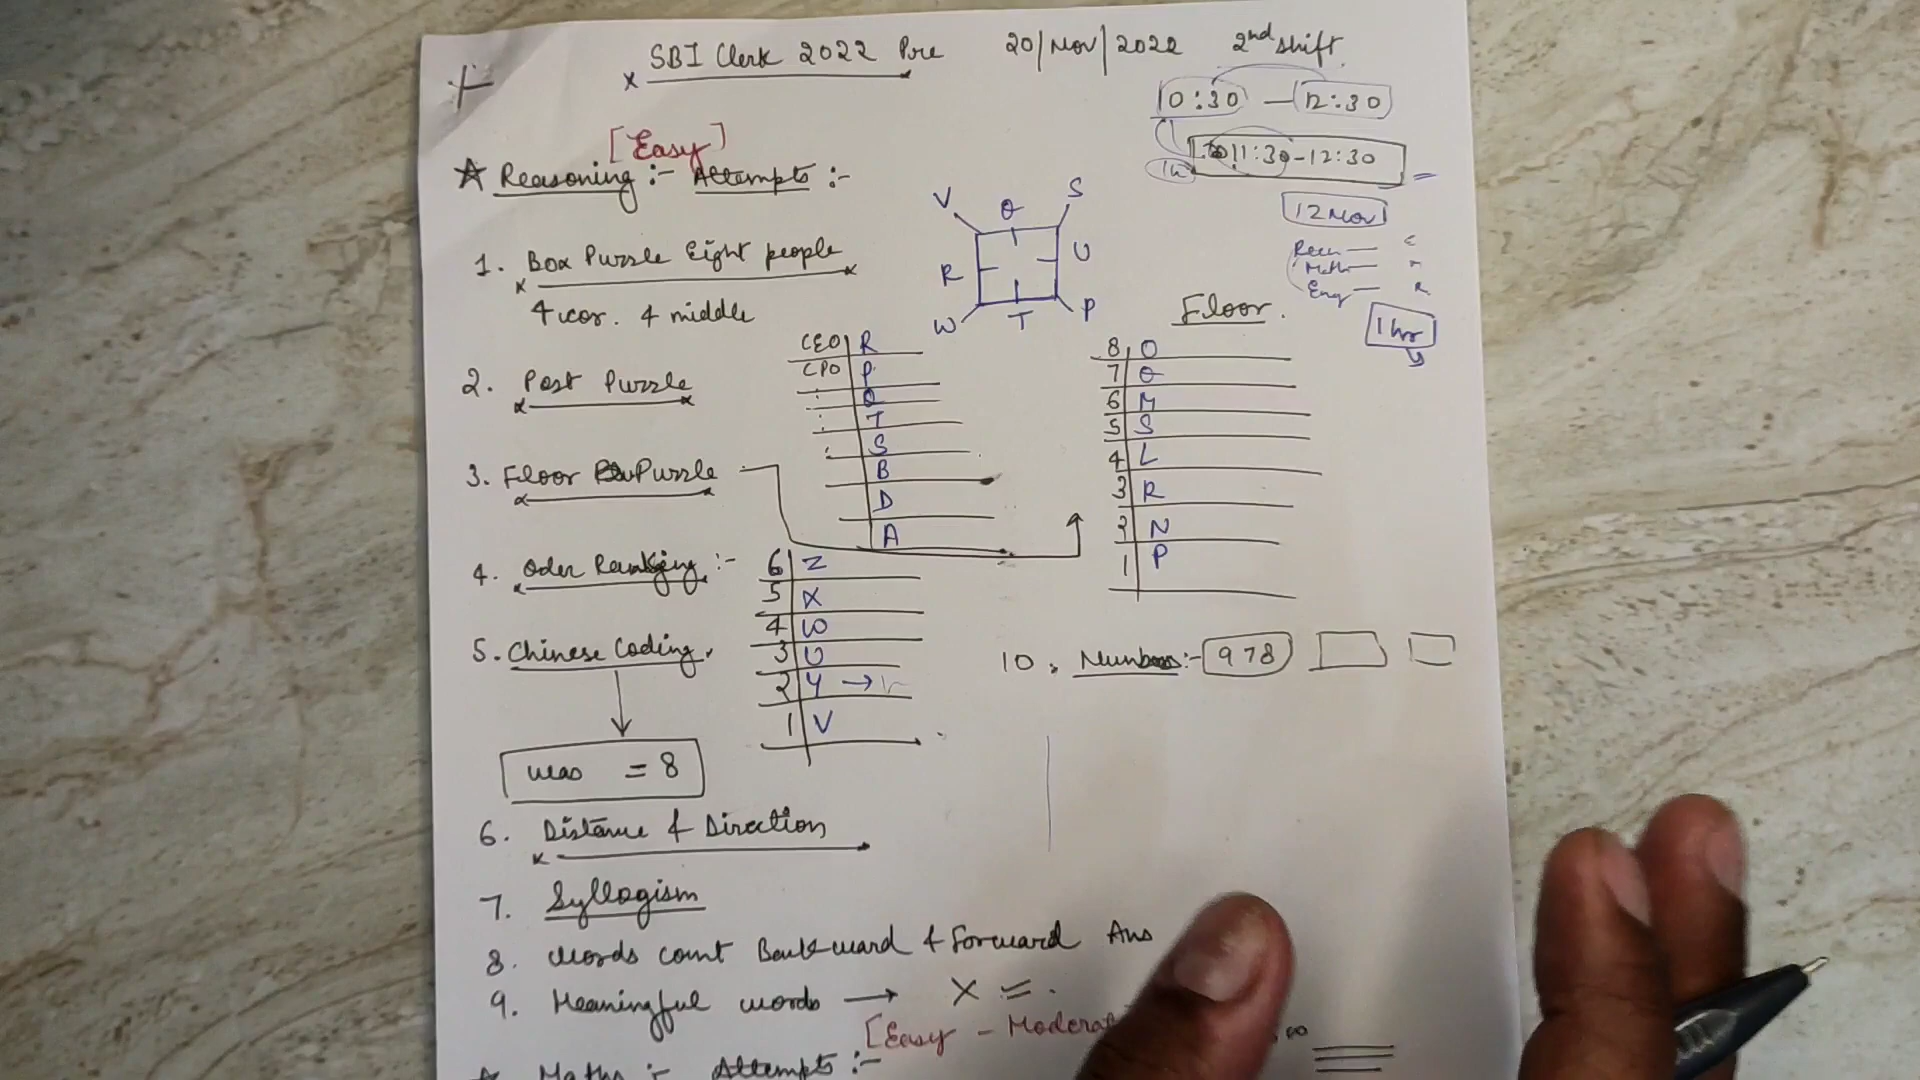 SBI Clerk 2022 Pre 20/Nov/2022 2nd shift
10:30 — 12:30
[Easy]
11:30-12:30
☆ Reasoning :- Attempts :-
1h
12 Nov
1. Box Puzzle Eight people
4 cor. 4 middle
V Q S
R U
W T P
Math —
Eng —
1 hr
2. Post Puzzle
CEO R
CPO P
Q
T
S
B
D
A
Floor.
8 O
7 Q
6 M
5 S
4 L
3 R
2 N
1 P
3. Floor Puzzle
4. Oder Ranking :-
6 Z
5 X
4 W
3 U
2 Y →
1 V
5. Chinese Coding.
was = 8
10. Numbers :- 978
6. Distance & Direction
7. Syllogism
8. Words count Backward & Forward Ans
9. Meaningful words → X
[Easy - Moderat
Maths :- Attempts :-